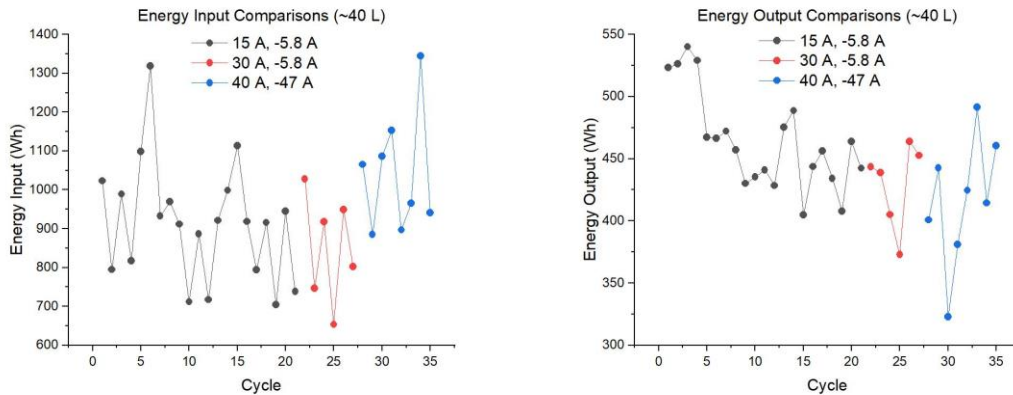 Energy Input Comparisons (~40 L)
1400
1300
1200
1100
1000
900
800
700
600
Energy Input (Wh)
15 A, -5.8 A
30 A, -5.8 A
40 A, -47 A
0 5 10 15 20 25 30 35
Cycle
Energy Output Comparisons (~40 L)
550
500
450
400
350
300
Energy Output (Wh)
15 A, -5.8 A
30 A, -5.8 A
40 A, -47 A
0 5 10 15 20 25 30 35
Cycle